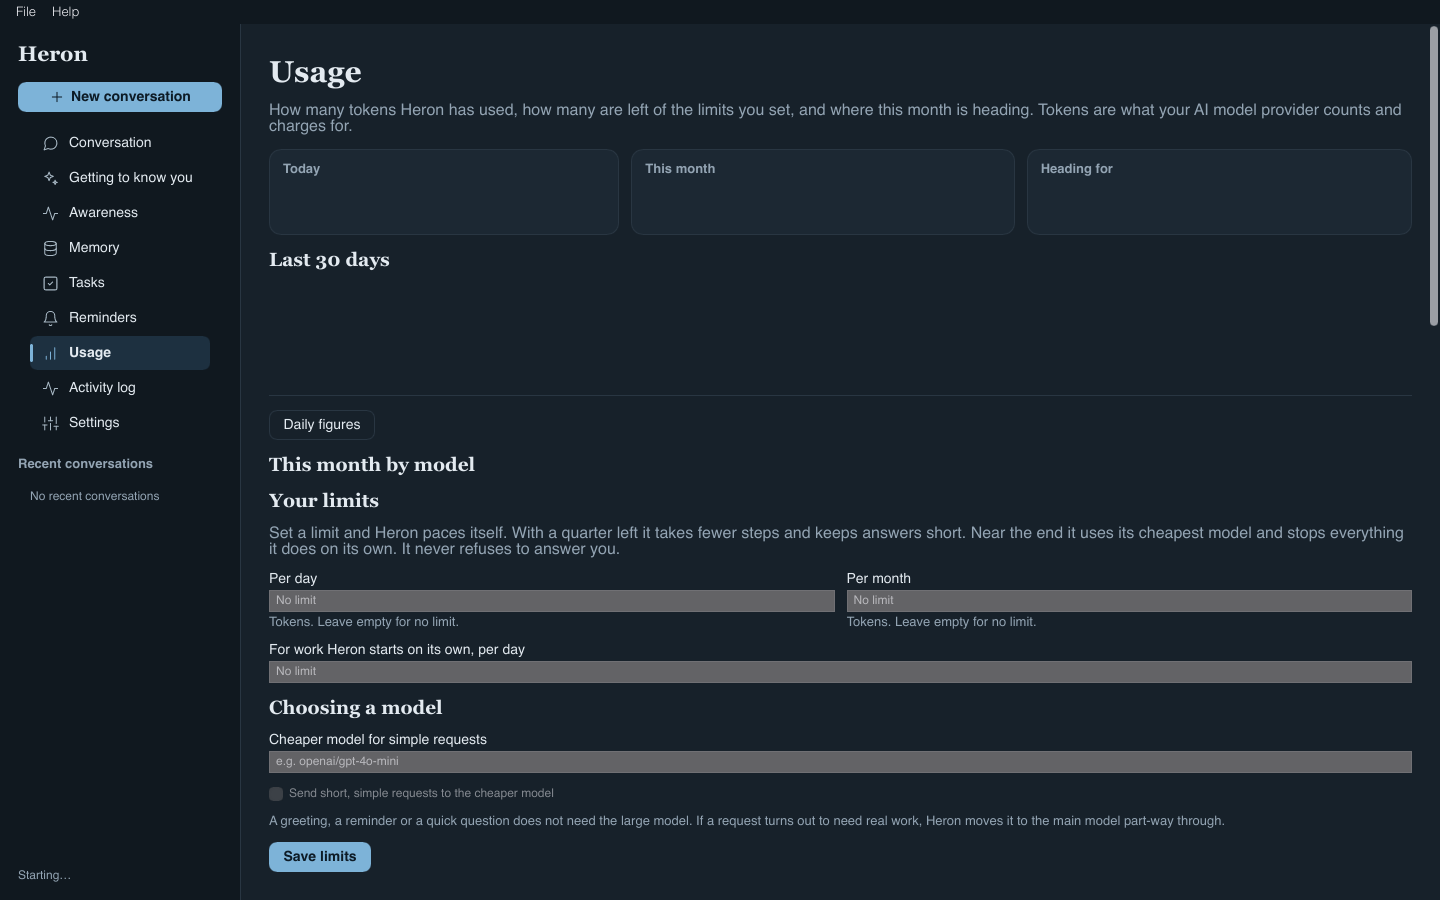 File Help
Heron
New conversation
Conversation
Getting to know you
Awareness
Memory
Tasks
Reminders
Usage
Activity log
Settings
Recent conversations
No recent conversations
Starting…
Usage
How many tokens Heron has used, how many are left of the limits you set, and where this month is heading. Tokens are what your AI model provider counts and
charges for.
Today
This month
Heading for
Last 30 days
Daily figures
This month by model
Your limits
Set a limit and Heron paces itself. With a quarter left it takes fewer steps and keeps answers short. Near the end it uses its cheapest model and stops everything
it does on its own. It never refuses to answer you.
Per day
No limit
Tokens. Leave empty for no limit.
Per month
No limit
Tokens. Leave empty for no limit.
For work Heron starts on its own, per day
No limit
Choosing a model
Cheaper model for simple requests
e.g. openai/gpt-4o-mini
Send short, simple requests to the cheaper model
A greeting, a reminder or a quick question does not need the large model. If a request turns out to need real work, Heron moves it to the main model part-way through.
Save limits